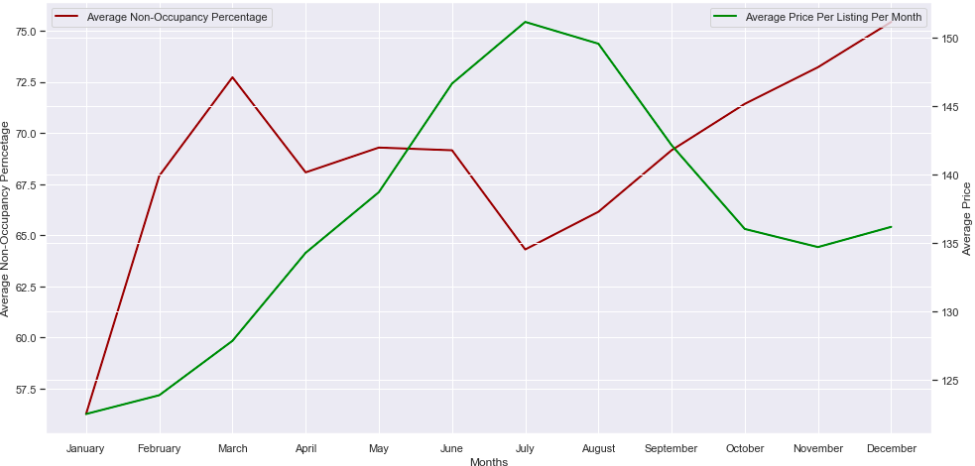 Average Non-Occupancy Percentage
Average Price Per Listing Per Month
75.0
72.5
70.0
67.5
65.0
62.5
60.0
57.5
Average Non-Occupancy Perncetage
150
145
140
135
130
125
Average Price
January February March April May June July August September October November December
Months